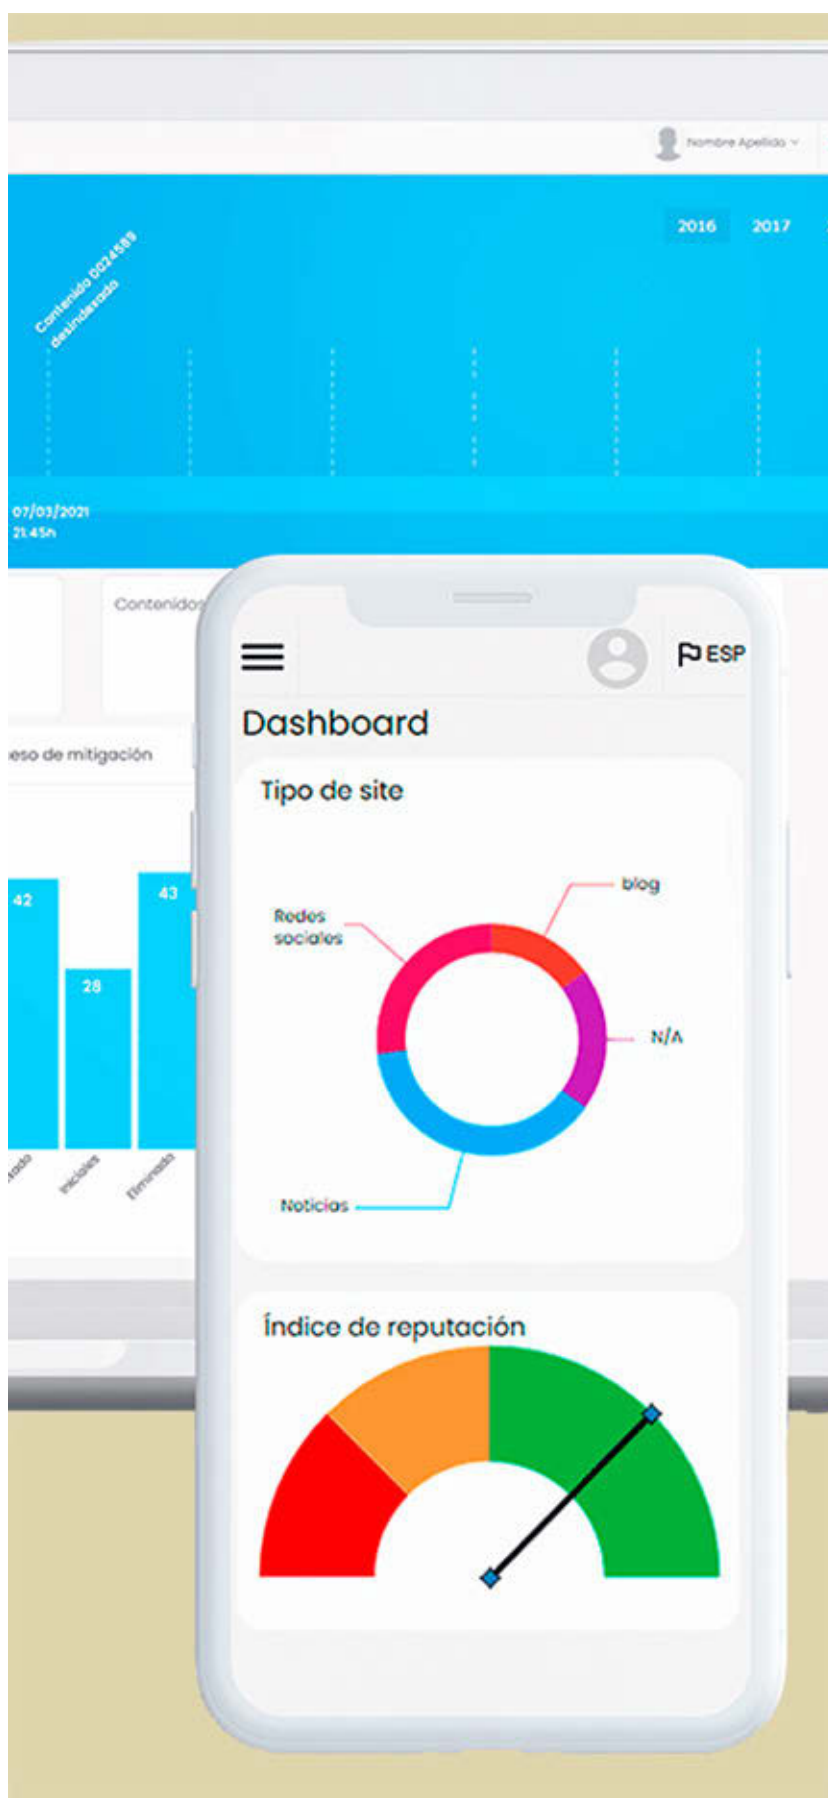 Nombre Apellido
2016
2017
Contenido 0024589
desindexado
07/03/2021
21:45h
Contenidos
eso de mitigación
42
28
43
Iniciales
Eliminado
ESP
Dashboard
Tipo de site
blog
Redes
sociales
N/A
Noticias
Índice de reputación